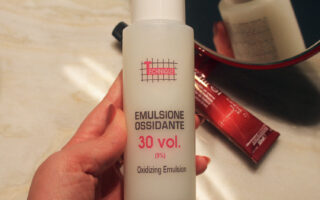 EMULSIONE
OSSIDANTE
30 vol.
(9%)
Oxidizing Emulsion